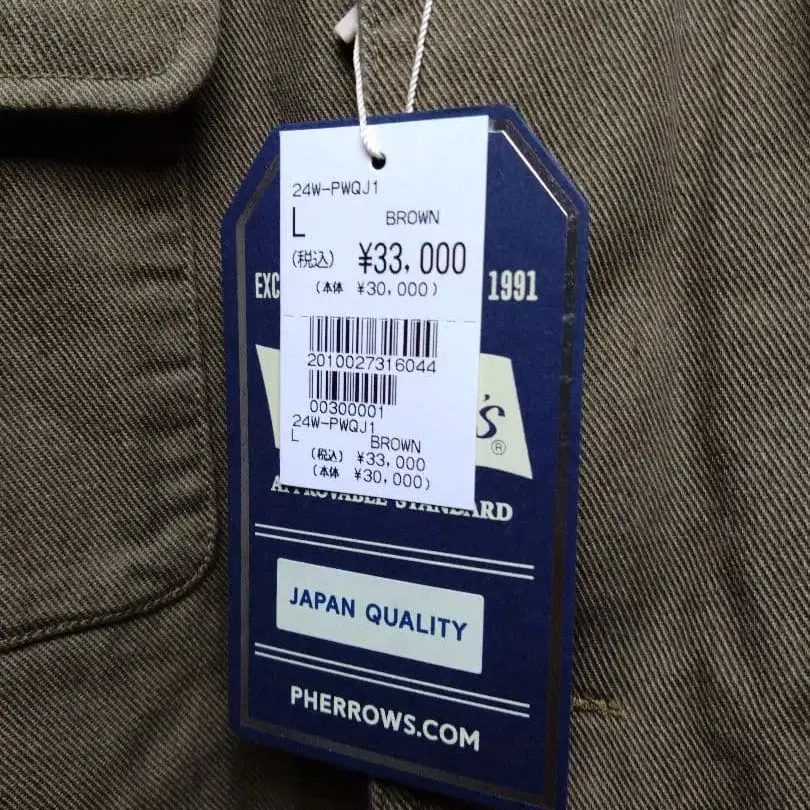 24W-PWQJ1
L BROWN
(税込) ¥33,000
(本体 ¥30,000)
EXC 1991
2010027316044
00300001
24W-PWQJ1
L BROWN
(税込) ¥33,000
(本体 ¥30,000)
's ®
APPROVABLE STANDARD
JAPAN QUALITY
PHERROWS.COM